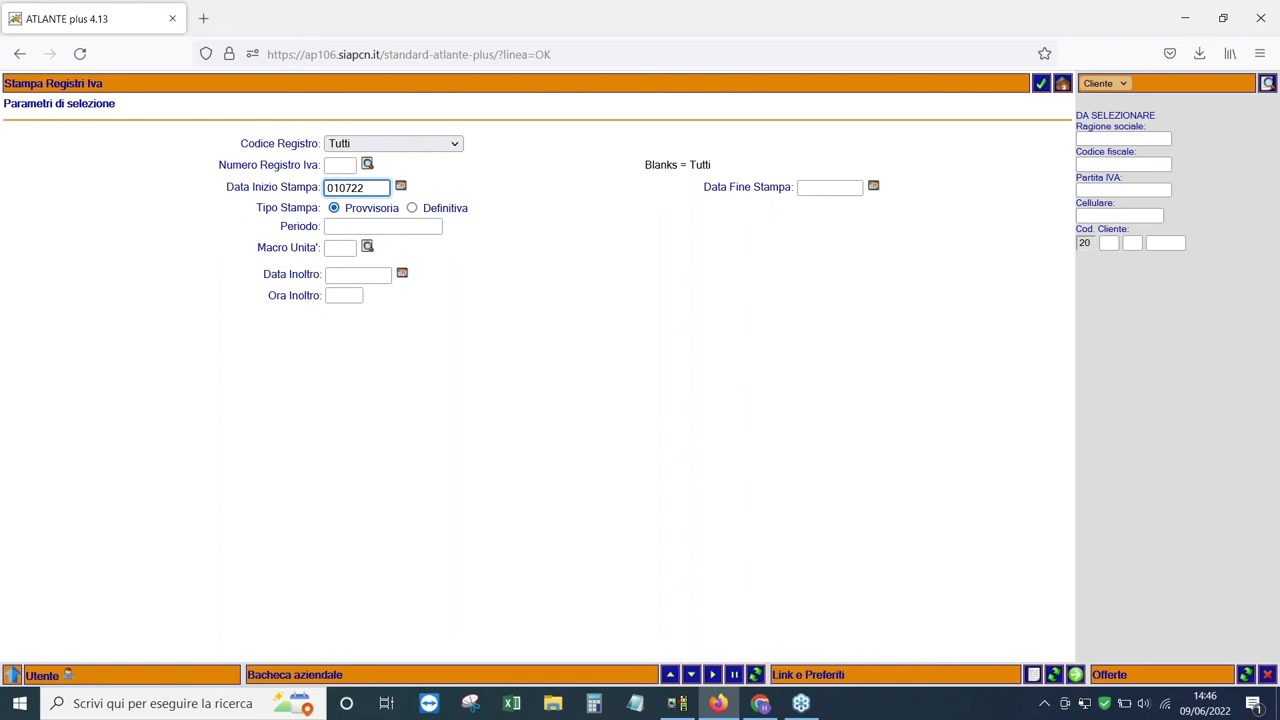 ATLANTE plus 4.13
https://ap106.siapcn.it/standard-atlante-plus/?linea=OK
Stampa Registri Iva
Cliente
Parametri di selezione
DA SELEZIONARE
Ragione sociale:
Codice fiscale:
Partita IVA:
Cellulare:
Cod. Cliente:
20
Codice Registro: Tutti
Numero Registro Iva:
Blanks = Tutti
Data Inizio Stampa: 010722
Data Fine Stampa:
Tipo Stampa: Provvisoria Definitiva
Periodo:
Macro Unita':
Data Inoltro:
Ora Inoltro:
Utente
Bacheca aziendale
Link e Preferiti
Offerte
Scrivi qui per eseguire la ricerca
14:46
09/06/2022
1